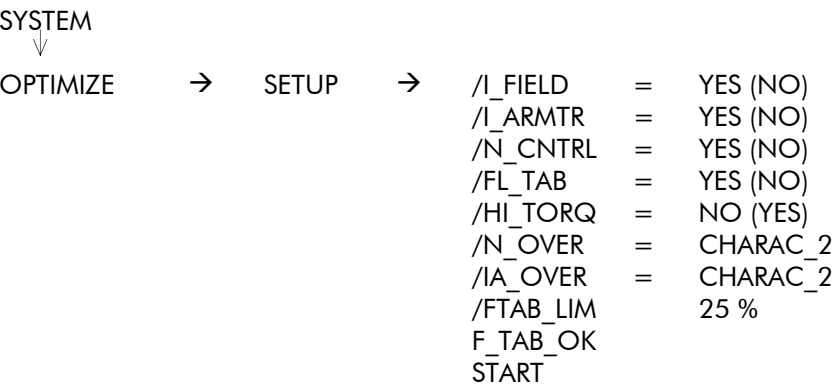 SYSTEM
OPTIMIZE → SETUP → /I_FIELD = YES (NO)
/I_ARMTR = YES (NO)
/N_CNTRL = YES (NO)
/FL_TAB = YES (NO)
/HI_TORQ = NO (YES)
/N_OVER = CHARAC_2
/IA_OVER = CHARAC_2
/FTAB_LIM 25 %
F_TAB_OK
START